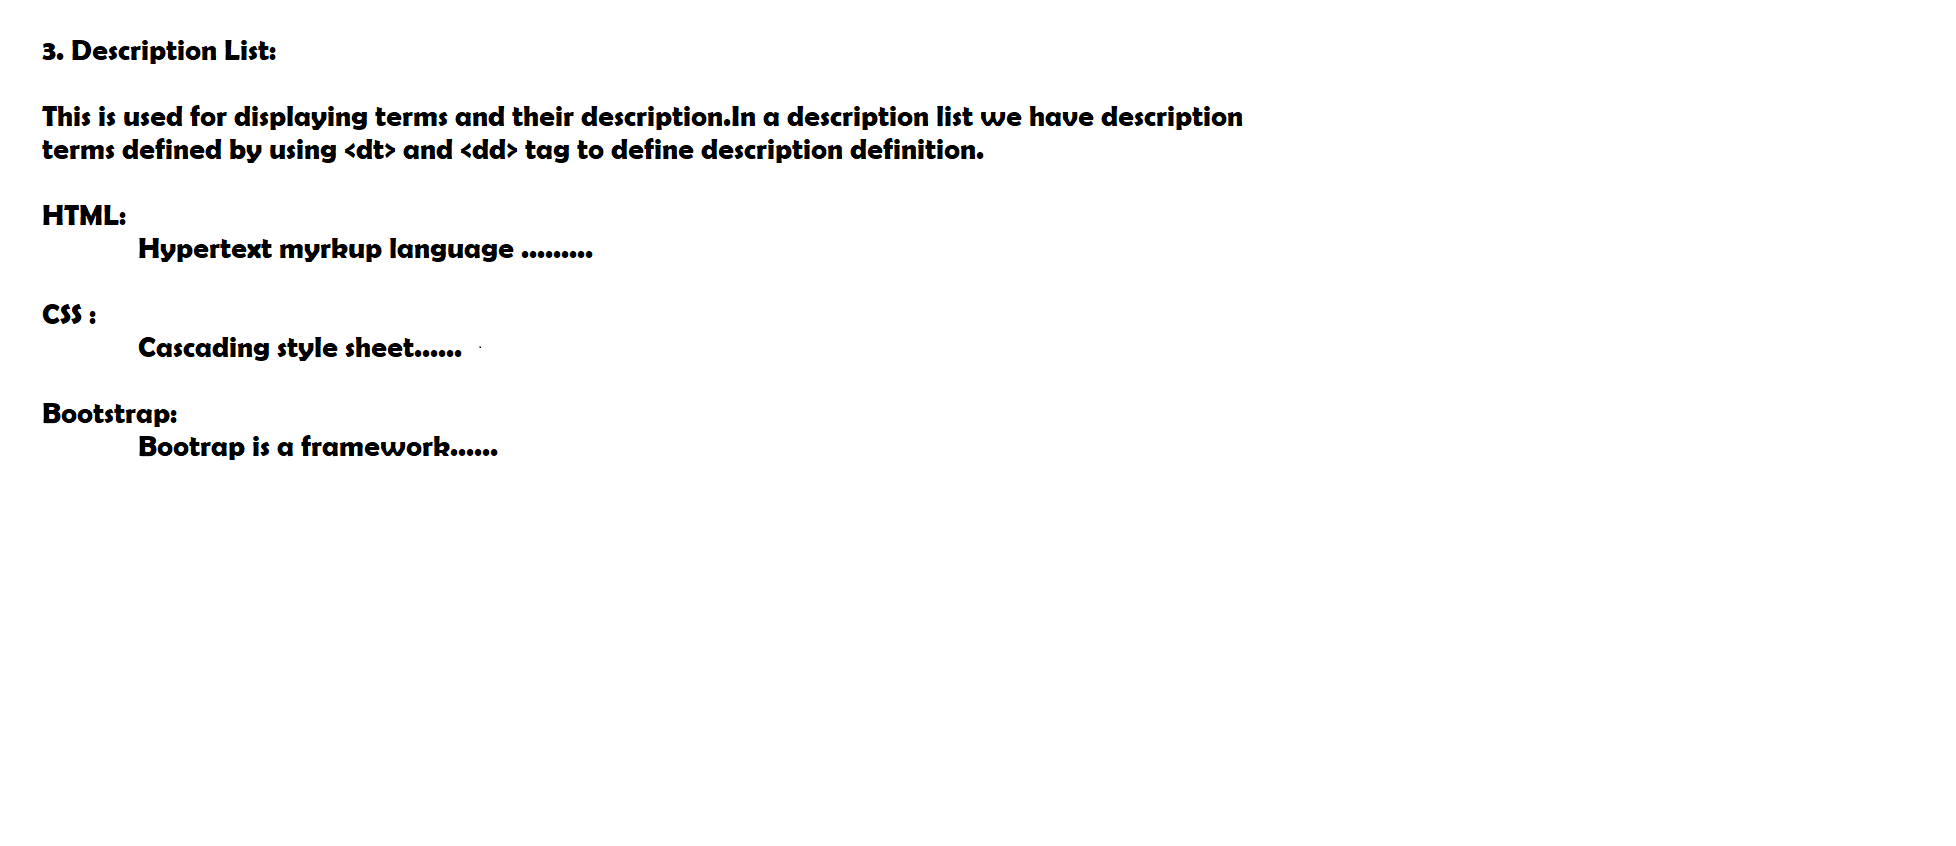 3. Description List:
This is used for displaying terms and their description.In a description list we have description
terms defined by using <dt> and <dd> tag to define description definition.
HTML:
Hypertext myrkup language .........
CSS :
Cascading style sheet......
Bootstrap:
Bootrap is a framework......